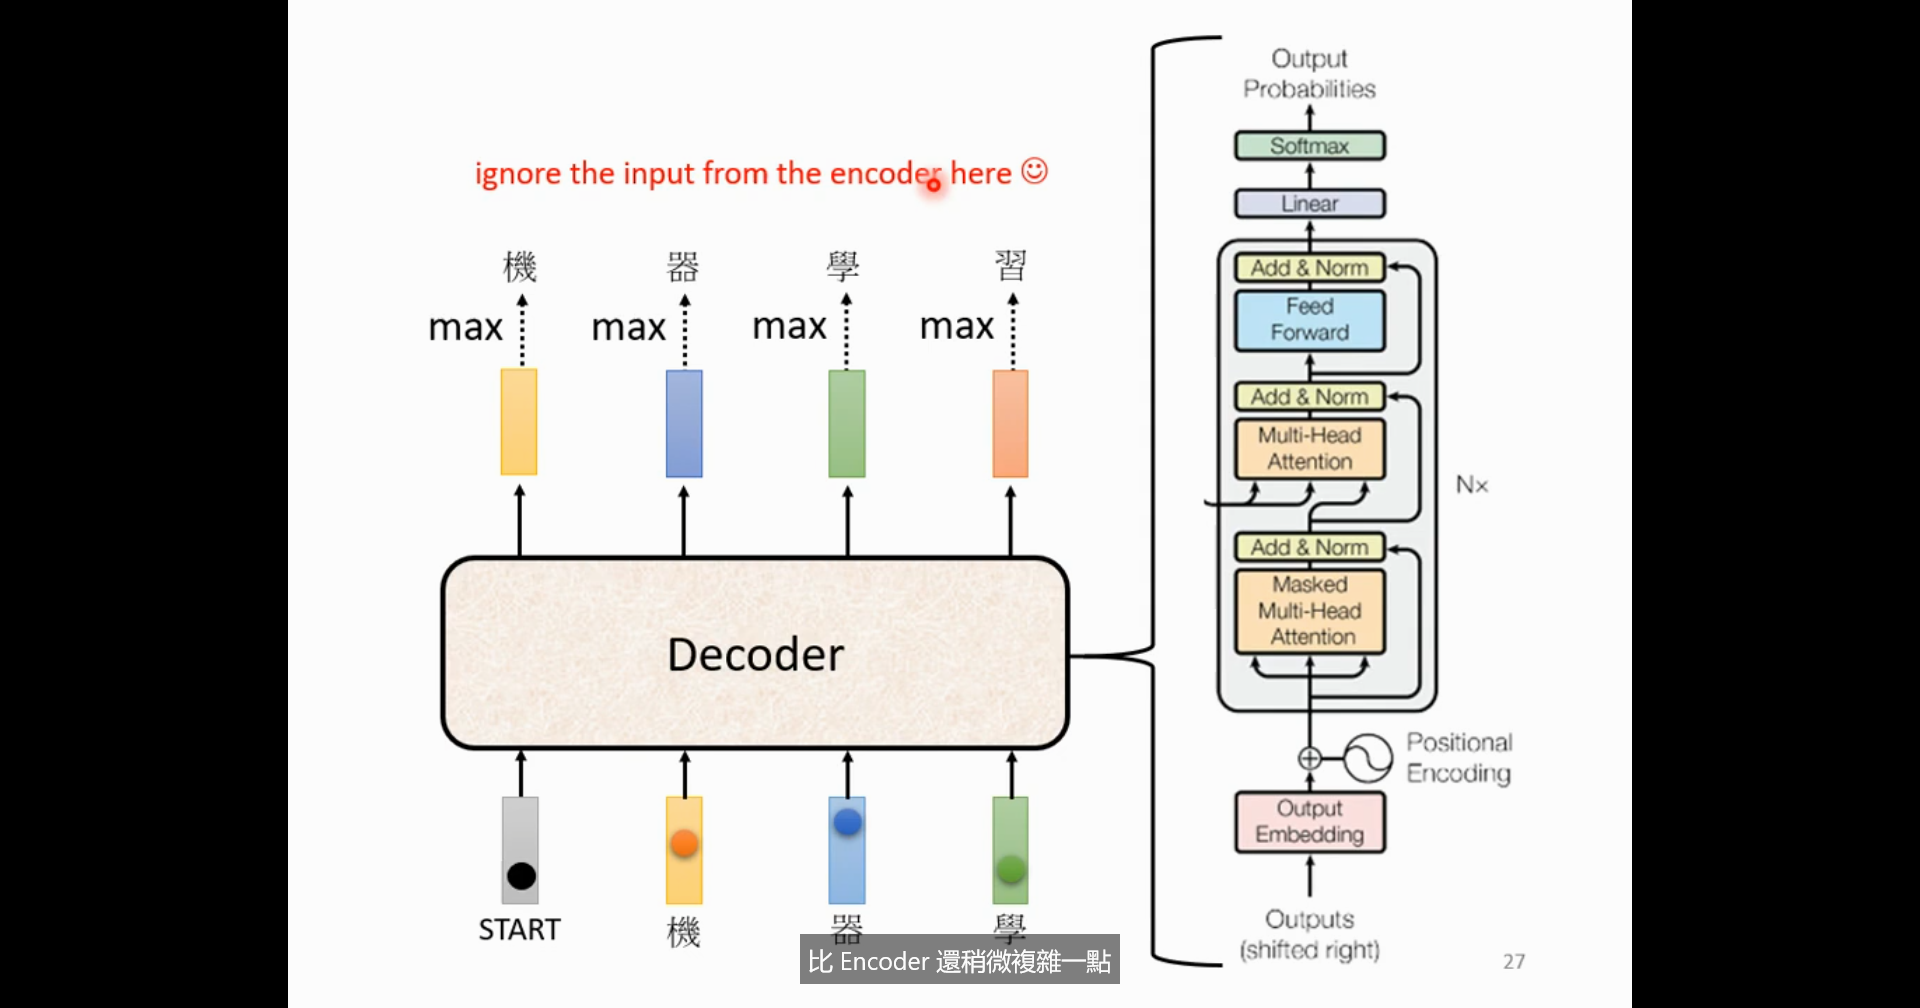 ignore the input from the encoder here ☺
機 器 學 習
max max max max
Decoder
START 機 器 學
Output
Probabilities
Softmax
Linear
Add & Norm
Feed
Forward
Add & Norm
Multi-Head
Attention
N×
Add & Norm
Masked
Multi-Head
Attention
Positional
Encoding
Output
Embedding
Outputs
(shifted right)
比 Encoder 還稍微複雜一點
27